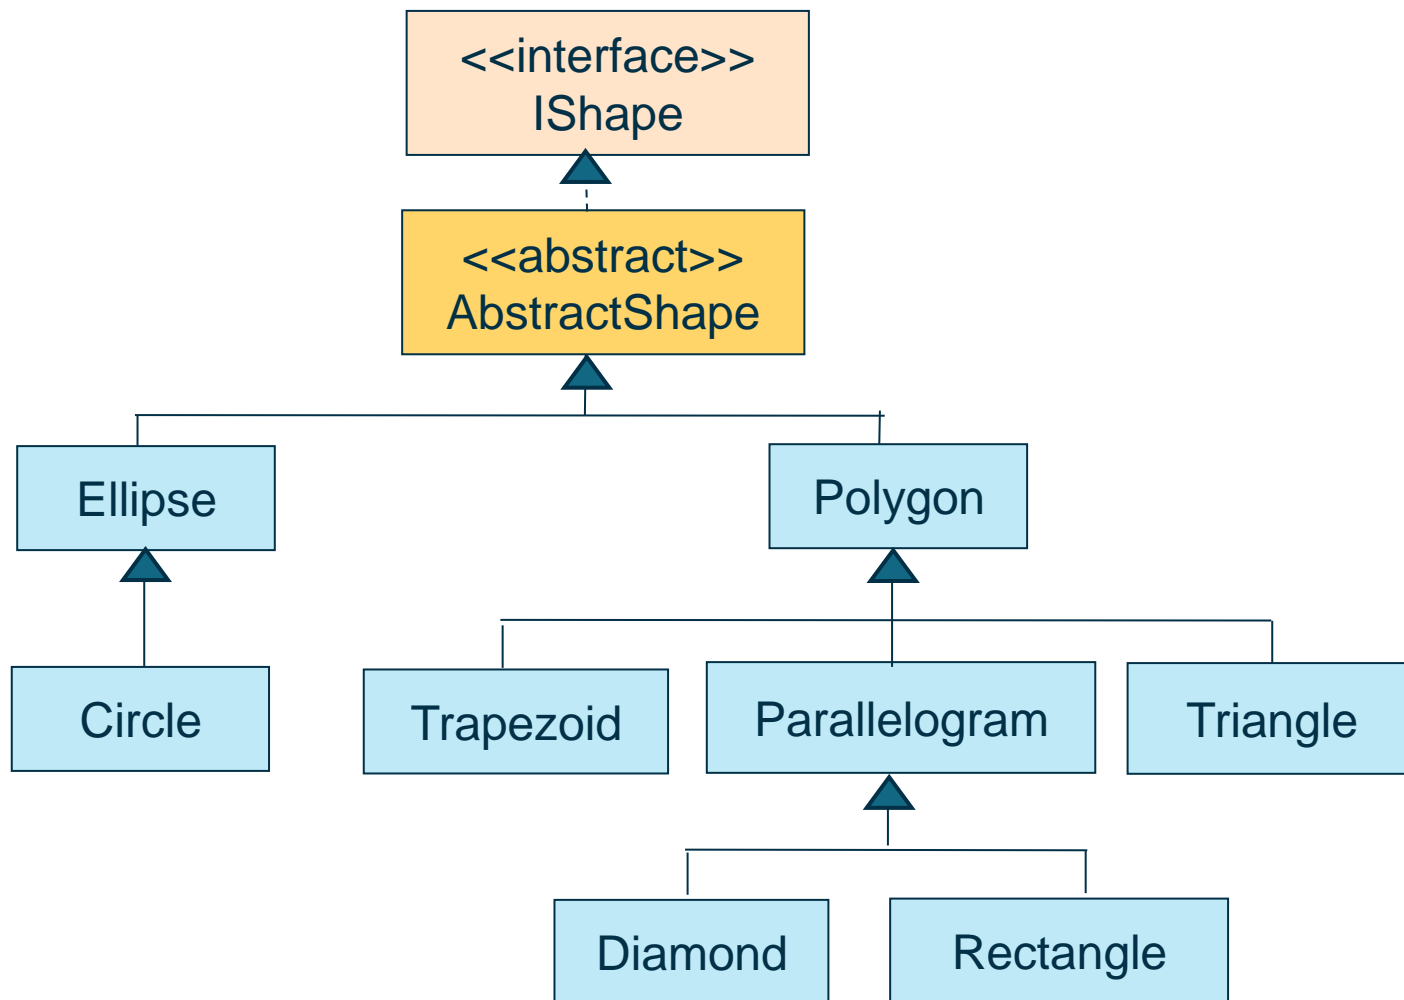 <<interface>>
IShape
<<abstract>>
AbstractShape
Ellipse
Polygon
Circle
Trapezoid
Parallelogram
Triangle
Diamond
Rectangle